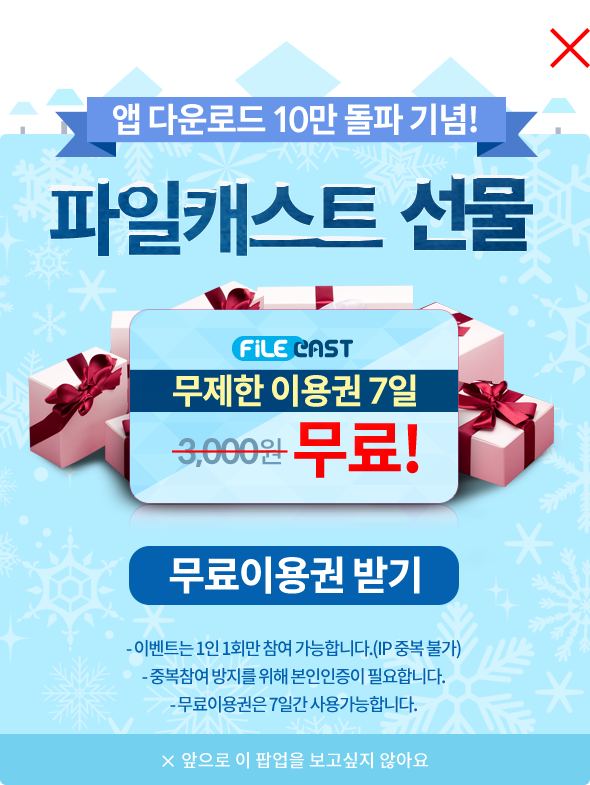 앱 다운로드 10만 돌파 기념!
파일캐스트 선물
FiLE CAST
무제한 이용권 7일
3,000원 무료!
무료이용권 받기
- 이벤트는 1인 1회만 참여 가능합니다.(IP 중복 불가)
- 중복참여 방지를 위해 본인인증이 필요합니다.
- 무료이용권은 7일간 사용가능합니다.
× 앞으로 이 팝업을 보고싶지 않아요